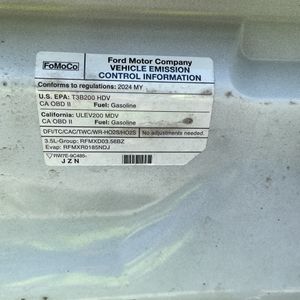 FoMoCo
Ford Motor Company
VEHICLE EMISSION
CONTROL INFORMATION
Conforms to regulations: 2024 MY
U.S. EPA: T3B200 HDV
CA OBD II Fuel: Gasoline
California: ULEV200 MDV
CA OBD II Fuel: Gasoline
DFI/TC/CAC/TWC/WR-HO2S/HO2S No adjustments needed.
3.5L-Group: RFMXD03.56BZ
Evap: RFMXR0185NDJ
RW7E-9C485-
JZN